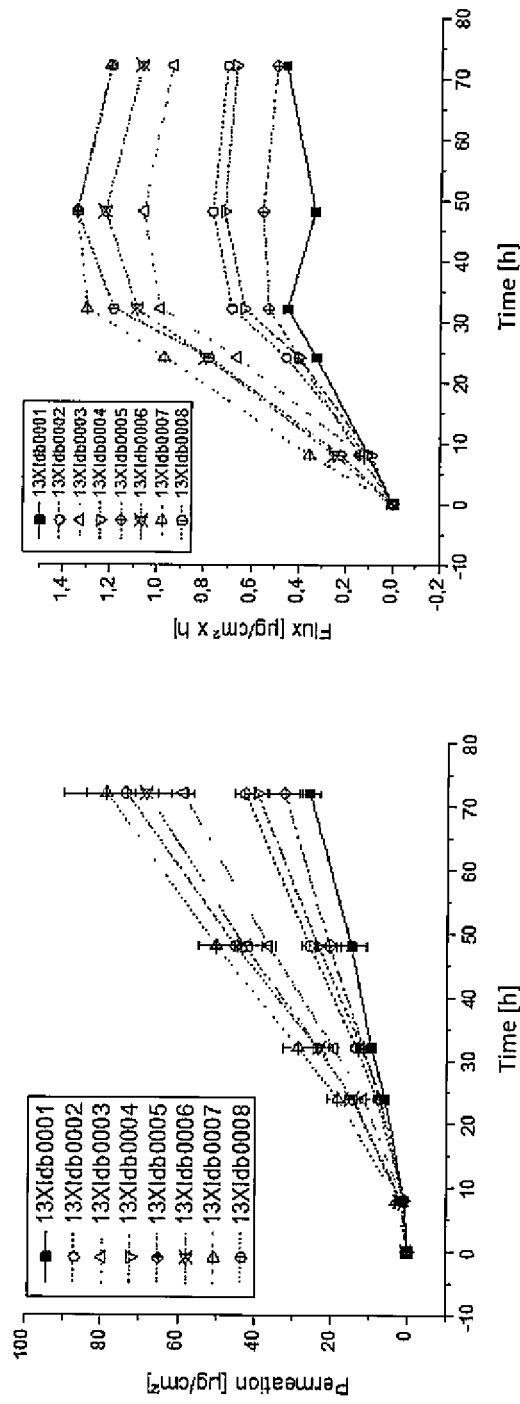 13XIdb0001
13XIdb0002
13XIdb0003
13XIdb0004
13XIdb0005
13XIdb0006
13XIdb0007
13XIdb0008
Permeation [µg/cm²]
80
60
40
20
0
-10 0 10 20 30 40 50 60 70 80
Time [h]
13XIdb0001
13XIdb0002
13XIdb0003
13XIdb0004
13XIdb0005
13XIdb0006
13XIdb0007
13XIdb0008
Flux [µg/cm² x h]
1,4
1,2
1,0
0,8
0,6
0,4
0,2
0,0
-0,2
-10 0 10 20 30 40 50 60 70 80
Time [h]